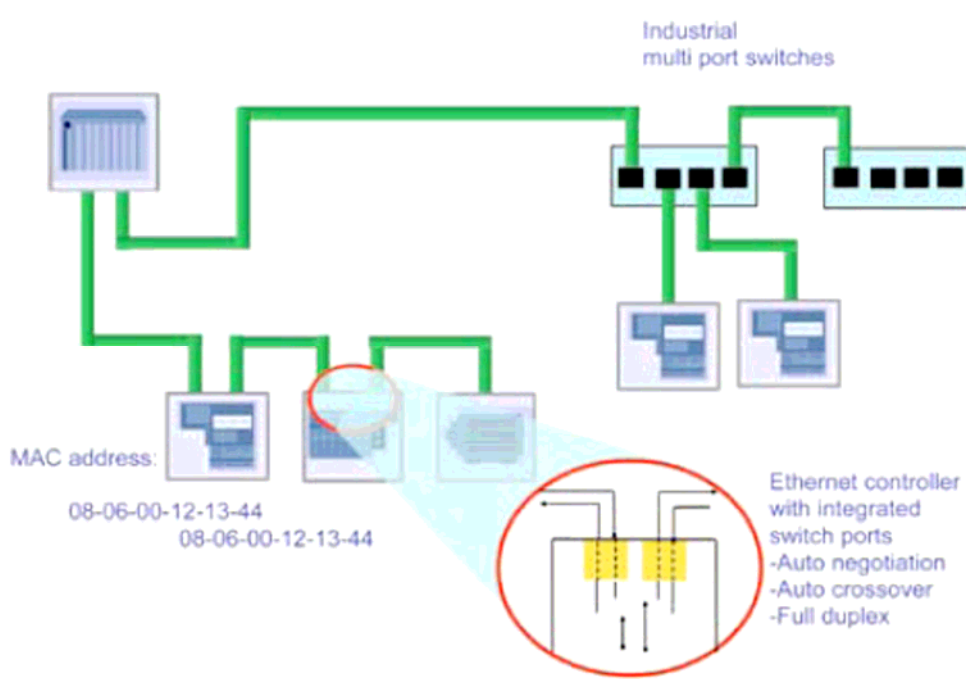 Industrial
multi port switches
MAC address:
08-06-00-12-13-44
08-06-00-12-13-44
Ethernet controller
with integrated
switch ports
-Auto negotiation
-Auto crossover
-Full duplex